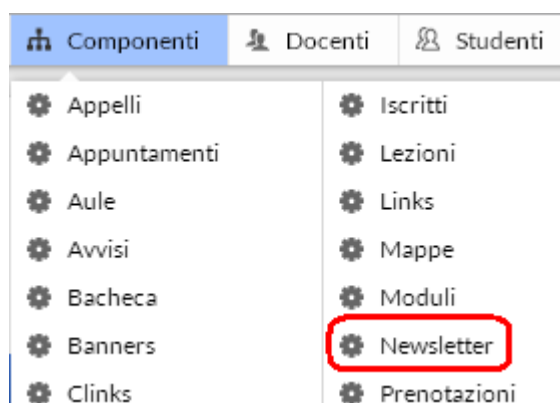 Componenti Docenti Studenti
Appelli Iscritti
Appuntamenti Lezioni
Aule Links
Avvisi Mappe
Bacheca Moduli
Banners Newsletter
Clinks Prenotazioni